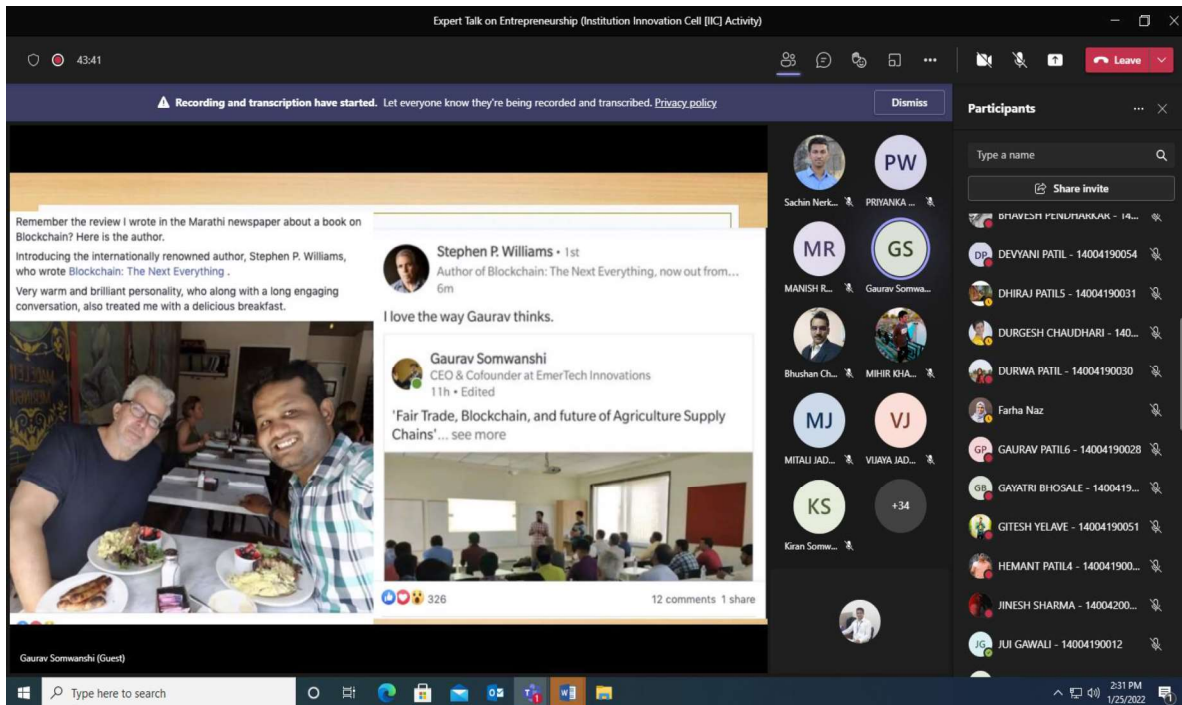 Expert Talk on Entrepreneurship (Institution Innovation Cell [IIC] Activity)
43:41
Leave
Recording and transcription have started. Let everyone know they're being recorded and transcribed. Privacy policy
Dismiss
Remember the review I wrote in the Marathi newspaper about a book on
Blockchain? Here is the author.
Introducing the internationally renowned author, Stephen P. Williams,
who wrote Blockchain: The Next Everything .
Very warm and brilliant personality, who along with a long engaging
conversation, also treated me with a delicious breakfast.
Stephen P. Williams • 1st
Author of Blockchain: The Next Everything, now out from...
6m
I love the way Gaurav thinks.
Gaurav Somwanshi
CEO & Cofounder at EmerTech Innovations
11h • Edited
'Fair Trade, Blockchain, and future of Agriculture Supply
Chains'... see more
326
12 comments 1 share
Gaurav Somwanshi (Guest)
Sachin Nerk...
PW
PRIYANKA ...
MR
MANISH R...
GS
Gaurav Somwa...
Bhushan Ch...
MIHIR KHA...
MJ
MITALI JAD...
VJ
VIJAYA JAD...
KS
Kiran Somw...
+34
Participants
Type a name
Share invite
BHAVESH PENDHARKAR - 14...
DP
DEVYANI PATIL - 14004190054
DHIRAJ PATIL5 - 14004190031
DURGESH CHAUDHARI - 140...
DURWA PATIL - 14004190030
Farha Naz
GP
GAURAV PATIL6 - 14004190028
GB
GAYATRI BHOSALE - 1400419...
GITESH YELAVE - 14004190051
HEMANT PATIL4 - 140041900...
JINESH SHARMA - 14004200...
JG
JUI GAWALI - 14004190012
Type here to search
2:31 PM
1/25/2022